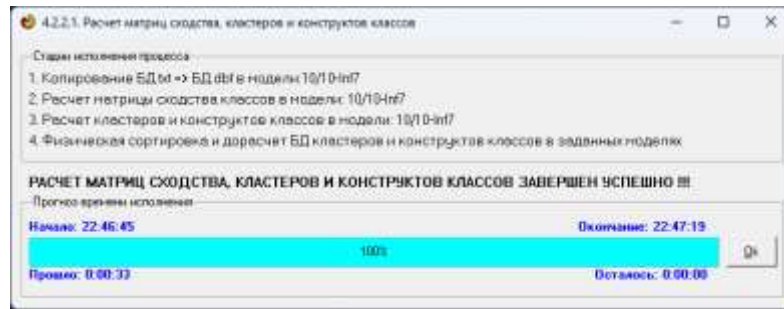 4.2.2.1. Расчет матриц сходства, кластеров и конструктов классов
Стадии исполнения процесса
1. Копирование БД txt => БД dbf в модели: 10/10-Inf7
2. Расчет матрицы сходства классов в модели: 10/10-Inf7
3. Расчет кластеров и конструктов классов в модели: 10/10-Inf7
4. Физическая сортировка и дорасчет БД кластеров и конструктов классов в заданных моделях
РАСЧЕТ МАТРИЦ СХОДСТВА, КЛАСТЕРОВ И КОНСТРУКТОВ КЛАССОВ ЗАВЕРШЕН УСПЕШНО !!!
Прогноз времени исполнения
Начало: 22:46:45 Окончание: 22:47:19
100%
Ok
Прошло: 0:00:33 Осталось: 0:00:00